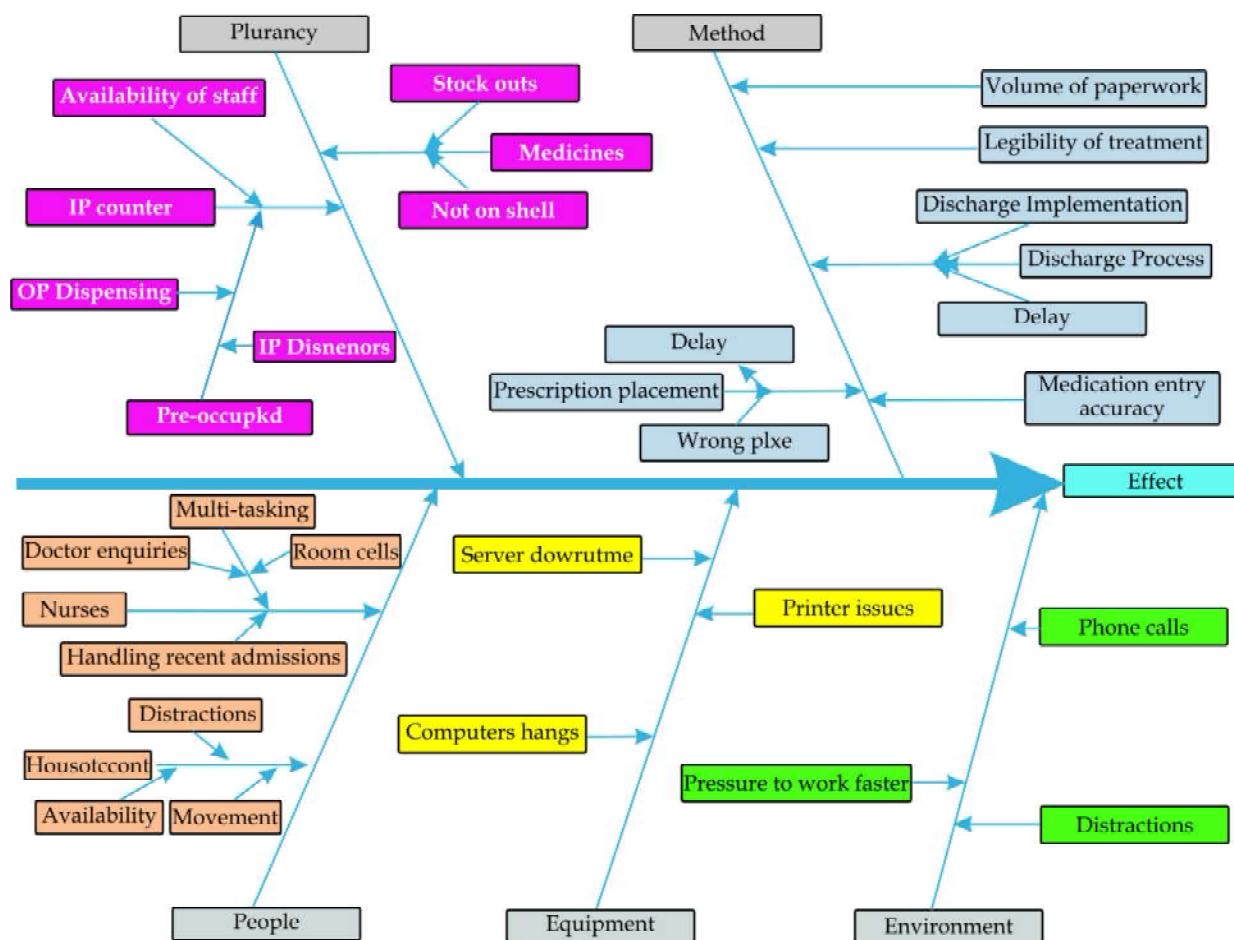 Plurancy
Method
Availability of staff
Stock outs
Medicines
Not on shell
IP counter
OP Dispensing
IP Disnenors
Pre-occupkd
Volume of paperwork
Legibility of treatment
Discharge Implementation
Discharge Process
Delay
Delay
Prescription placement
Wrong plxe
Medication entry
accuracy
Effect
Multi-tasking
Doctor enquiries
Room cells
Nurses
Handling recent admissions
Distractions
Housotccont
Availability
Movement
Server dowrutme
Printer issues
Computers hangs
Phone calls
Pressure to work faster
Distractions
People
Equipment
Environment